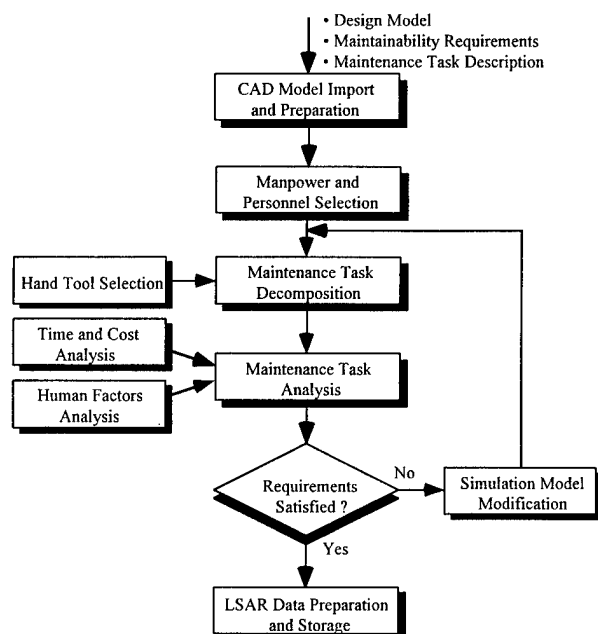 • Design Model
• Maintainability Requirements
• Maintenance Task Description
CAD Model Import
and Preparation
Manpower and
Personnel Selection
Hand Tool Selection
Maintenance Task
Decomposition
Time and Cost
Analysis
Human Factors
Analysis
Maintenance Task
Analysis
Requirements
Satisfied ?
No
Simulation Model
Modification
Yes
LSAR Data Preparation
and Storage